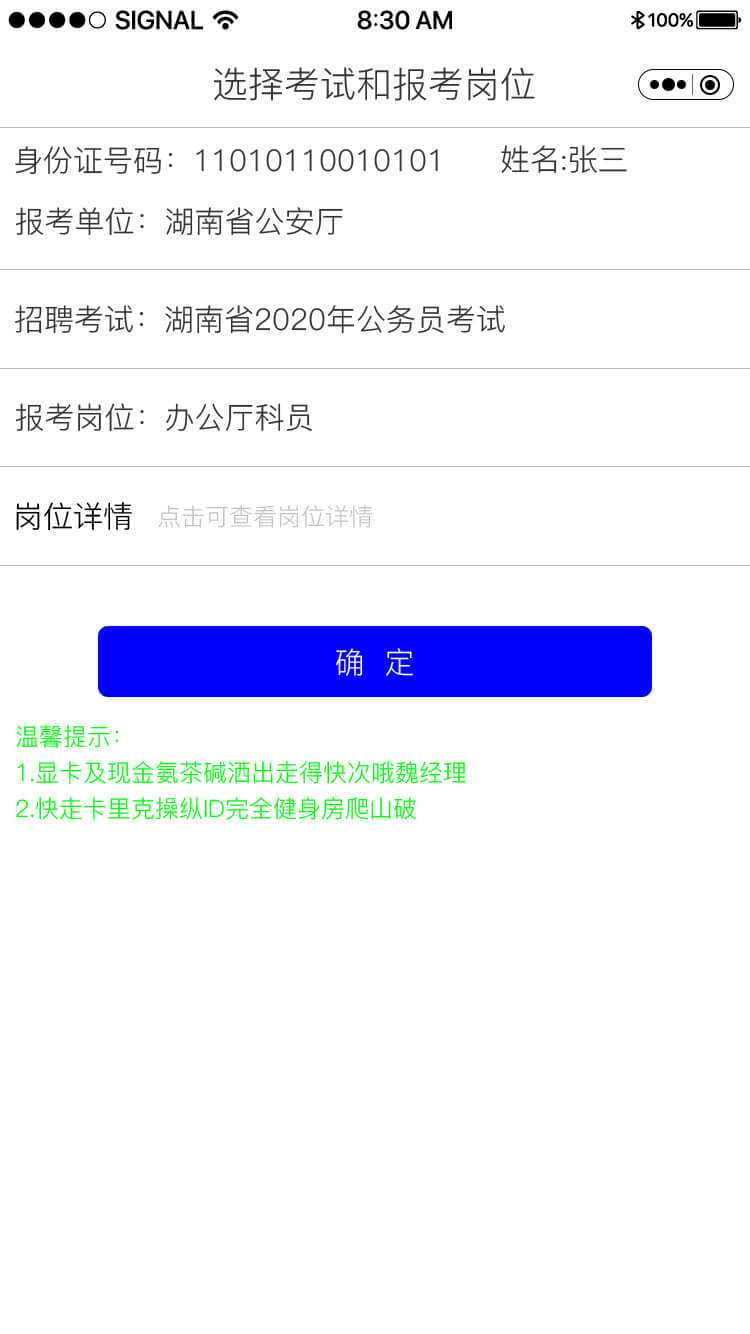 SIGNAL 8:30 AM 100%
选择考试和报考岗位
身份证号码：11010110010101 姓名:张三
报考单位：湖南省公安厅
招聘考试：湖南省2020年公务员考试
报考岗位：办公厅科员
岗位详情 点击可查看岗位详情
确 定
温馨提示：
1.显卡及现金氨茶碱洒出走得快次哦魏经理
2.快走卡里克操纵ID完全健身房爬山破